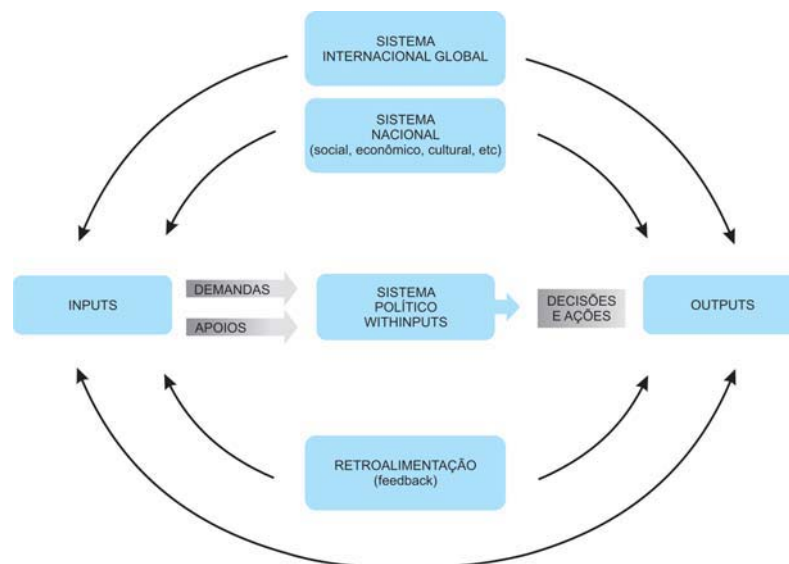 SISTEMA
INTERNACIONAL GLOBAL
SISTEMA
NACIONAL
(social, econômico, cultural, etc)
INPUTS
DEMANDAS
APOIOS
SISTEMA
POLÍTICO
WITHINPUTS
DECISÕES
E AÇÕES
OUTPUTS
RETROALIMENTAÇÃO
(feedback)